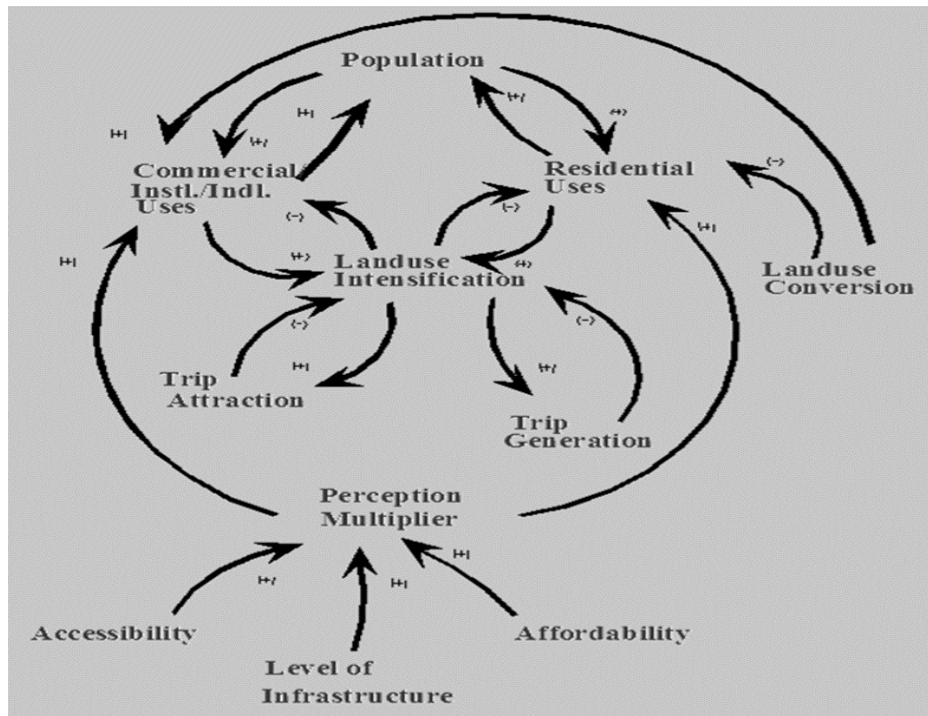 Population
(+)
(+)
(+)
(+)
(+)
Commercial/
Instl./Indl.
Uses
Residential
Uses
(-)
(-)
(-)
(+)
(+)
(+)
(+)
Landuse
Intensification
Landuse
Conversion
(-)
(-)
(+)
(+)
Trip
Attraction
Trip
Generation
Perception
Multiplier
(+)
(+)
(+)
Accessibility
Affordability
Level of
Infrastructure